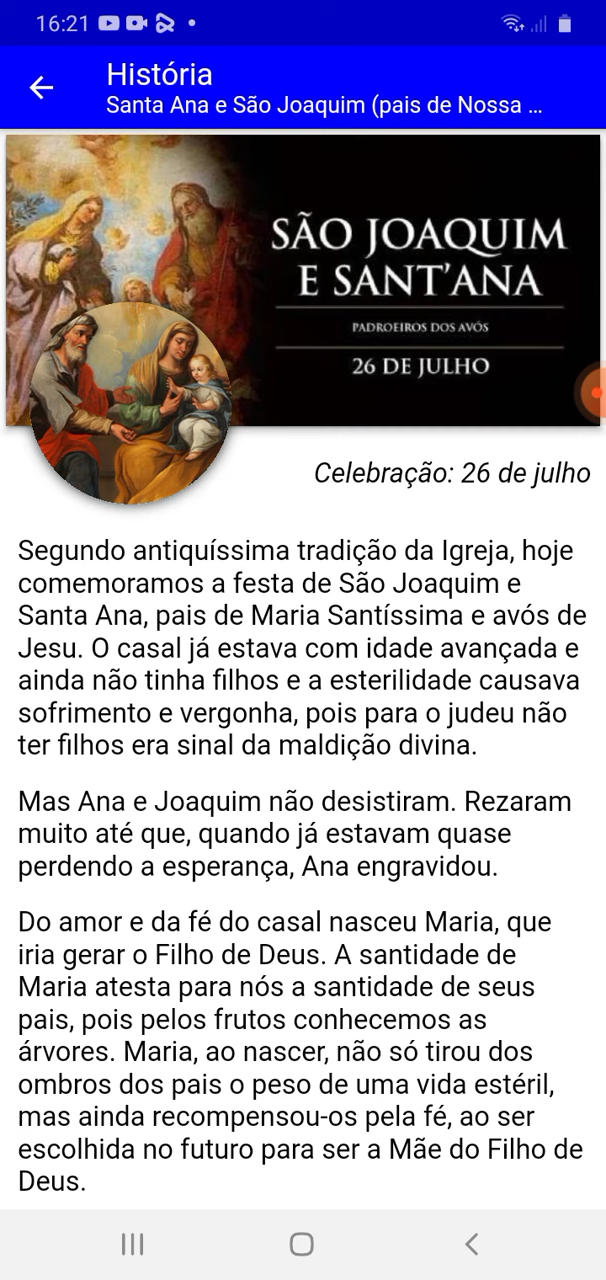 16:21
História
Santa Ana e São Joaquim (pais de Nossa ...
SÃO JOAQUIM
E SANT'ANA
PADROEIROS DOS AVÓS
26 DE JULHO
Celebração: 26 de julho
Segundo antiquíssima tradição da Igreja, hoje
comemoramos a festa de São Joaquim e
Santa Ana, pais de Maria Santíssima e avós de
Jesu. O casal já estava com idade avançada e
ainda não tinha filhos e a esterilidade causava
sofrimento e vergonha, pois para o judeu não
ter filhos era sinal da maldição divina.
Mas Ana e Joaquim não desistiram. Rezaram
muito até que, quando já estavam quase
perdendo a esperança, Ana engravidou.
Do amor e da fé do casal nasceu Maria, que
iria gerar o Filho de Deus. A santidade de
Maria atesta para nós a santidade de seus
pais, pois pelos frutos conhecemos as
árvores. Maria, ao nascer, não só tirou dos
ombros dos pais o peso de uma vida estéril,
mas ainda recompensou-os pela fé, ao ser
escolhida no futuro para ser a Mãe do Filho de
Deus.